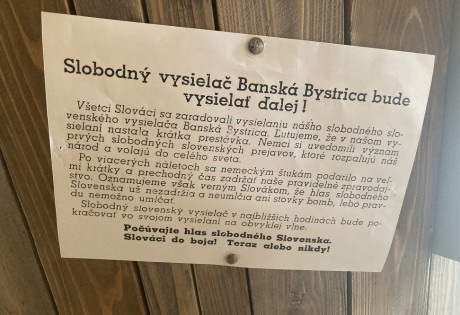 Slobodný vysielač Banská Bystrica bude
vysielať ďalej!
Všetci Slováci sa zaradovali vysielaniu nášho slobodného slo-
venského vysielača Banská Bystrica. Ľutujeme, že v našom vy-
sielaní nastala krátka prestávka. Nemci si uvedomili význam
prvých slobodných slovenských prejavov, ktoré rozpaľujú náš
národ a volajú do celého sveta.
Po viacerých náletoch sa nemeckým štukám podarilo na veľ-
mi krátky a prechodný čas zadržať naše pravidelné zpravodaj-
stvo. Oznamujeme však verným Slovákom, že hlas slobodného
Slovenska už nezadržia a neumlčia ani stovky bomb, lebo prav-
du nemožno umlčať.
Slobodný slovenský vysielač v najbližších hodinách bude po-
kračovať vo svojom vysielaní na obvyklej vlne.
Počúvajte hlas slobodného Slovenska.
Slováci do boja! Teraz alebo nikdy!